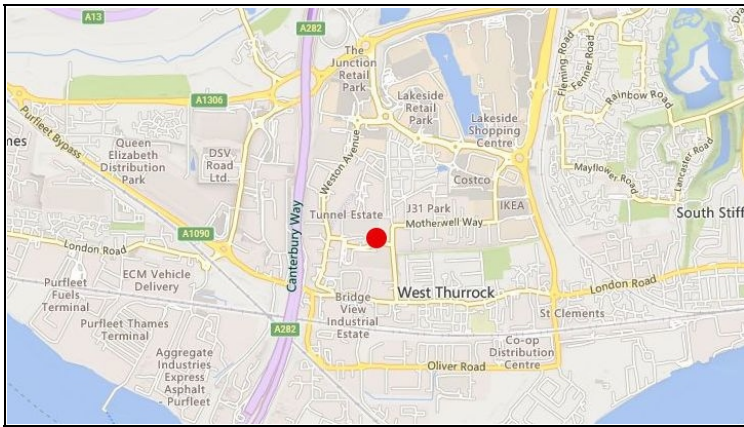 A13
A282
The
Junction
Retail
Park
Fleming Road
Fenner Road
A1306
Lakeside
Retail
Park
Rainbow Road
Purfleet Bypass
Lakeside
Shopping
Centre
Queen
Elizabeth
Distribution
Park
DSV
Road
Ltd.
Weston Avenue
Mayflower Road
Lancaster Road
Costco
IKEA
Tunnel Estate
J31 Park
Motherwell Way
South Stiff
A1090
London Road
Canterbury Way
ECM Vehicle
Delivery
Purfleet
Fuels
Terminal
West Thurrock
London Road
Bridge
View
Industrial
Estate
St Clements
Purfleet Thames
Terminal
A282
Co-op
Distribution
Centre
Aggregate
Industries
Express
Asphalt
- Purfleet
Oliver Road